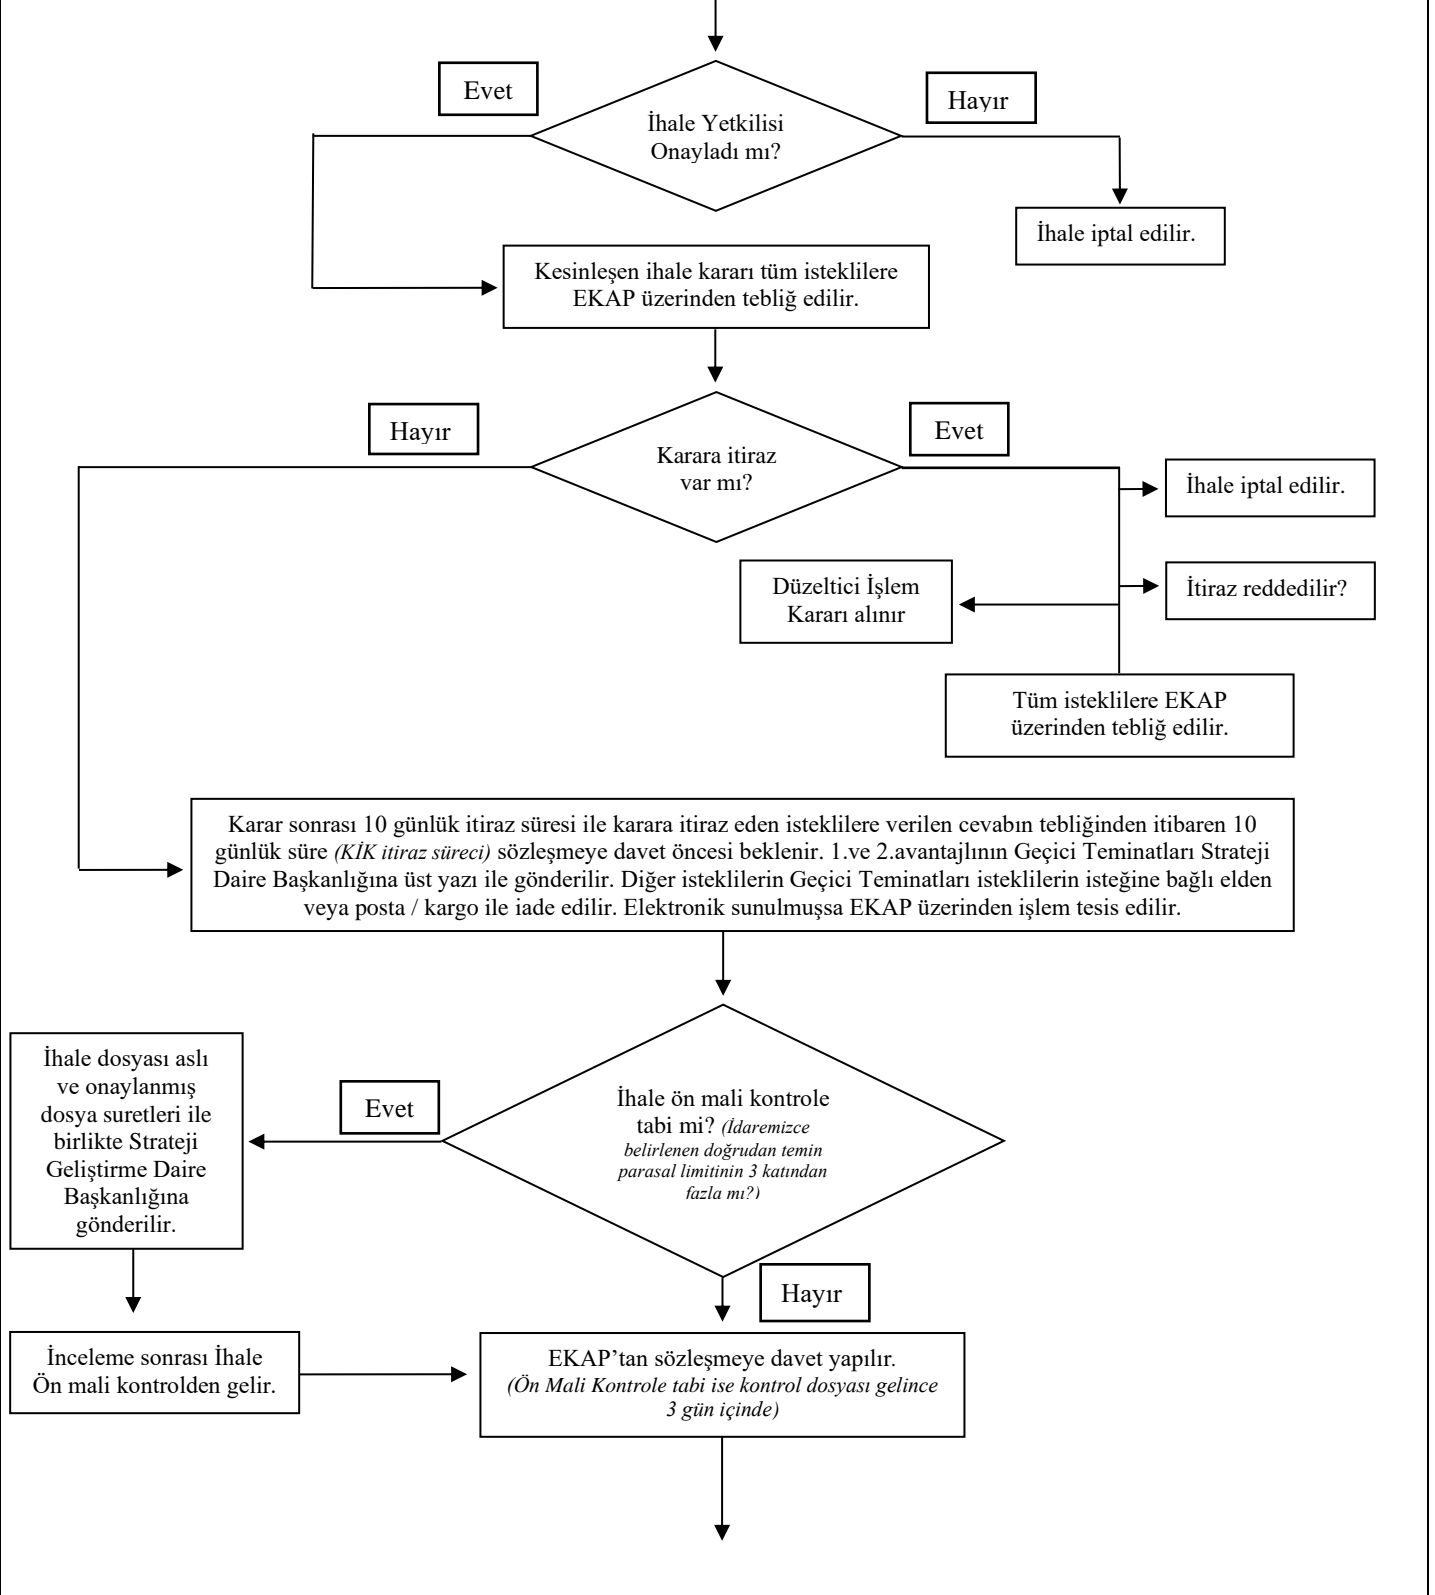 Evet
Hayır
İhale Yetkilisi
Onayladı mı?
İhale iptal edilir.
Kesinleşen ihale kararı tüm isteklilere
EKAP üzerinden tebliğ edilir.
Hayır
Evet
Karara itiraz
var mı?
İhale iptal edilir.
Düzeltici İşlem
Kararı alınır
İtiraz reddedilir?
Tüm isteklilere EKAP
üzerinden tebliğ edilir.
Karar sonrası 10 günlük itiraz süresi ile karara itiraz eden isteklilere verilen cevabın tebliğinden itibaren 10
günlük süre (KİK itiraz süreci) sözleşmeye davet öncesi beklenir. 1.ve 2.avantajlının Geçici Teminatları Strateji
Daire Başkanlığına üst yazı ile gönderilir. Diğer isteklilerin Geçici Teminatları isteklilerin isteğine bağlı elden
veya posta / kargo ile iade edilir. Elektronik sunulmuşsa EKAP üzerinden işlem tesis edilir.
İhale dosyası aslı
ve onaylanmış
dosya suretleri ile
birlikte Strateji
Geliştirme Daire
Başkanlığına
gönderilir.
Evet
İhale ön mali kontrole
tabi mi? (İdaremizce
belirlenen doğrudan temin
parasal limitinin 3 katından
fazla mı?)
Hayır
İnceleme sonrası İhale
Ön mali kontrolden gelir.
EKAP’tan sözleşmeye davet yapılır.
(Ön Mali Kontrole tabi ise kontrol dosyası gelince
3 gün içinde)